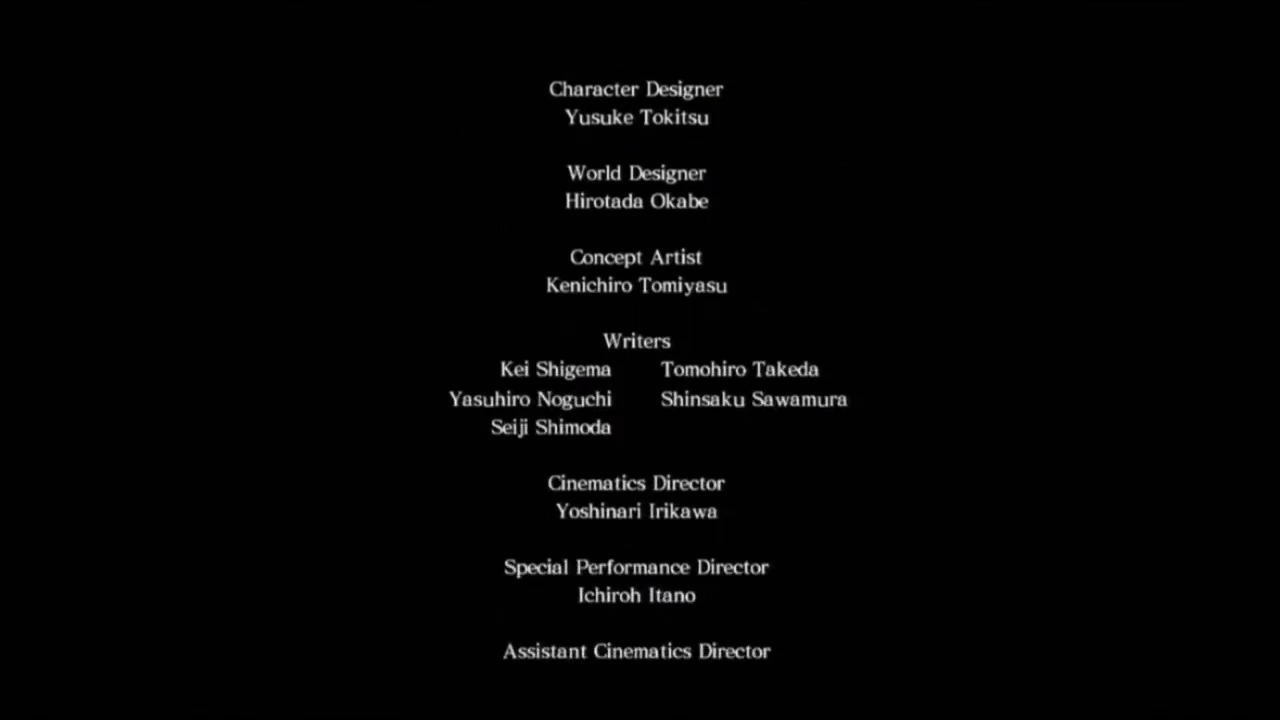 Character Designer
Yusuke Tokitsu
World Designer
Hirotada Okabe
Concept Artist
Kenichiro Tomiyasu
Writers
Kei Shigema Tomohiro Takeda
Yasuhiro Noguchi Shinsaku Sawamura
Seiji Shimoda
Cinematics Director
Yoshinari Irikawa
Special Performance Director
Ichiroh Itano
Assistant Cinematics Director